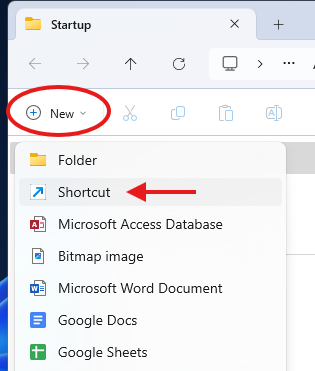 Startup
New
Folder
Shortcut
Microsoft Access Database
Bitmap image
Microsoft Word Document
Google Docs
Google Sheets